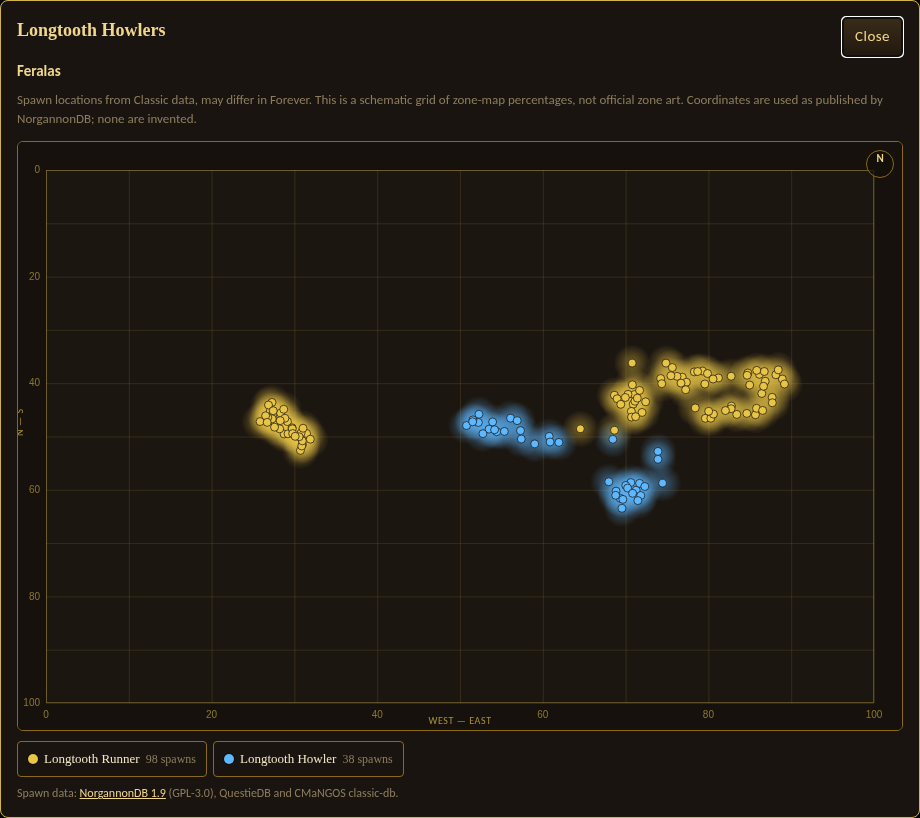 Longtooth Howlers
Close
Feralas
Spawn locations from Classic data, may differ in Forever. This is a schematic grid of zone-map percentages, not official zone art. Coordinates are used as published by
NorgannonDB; none are invented.
N
0
20
40
N — S
60
80
100
0
20
40
60
80
100
WEST — EAST
Longtooth Runner 98 spawns
Longtooth Howler 38 spawns
Spawn data: NorgannonDB 1.9 (GPL-3.0), QuestieDB and CMaNGOS classic-db.